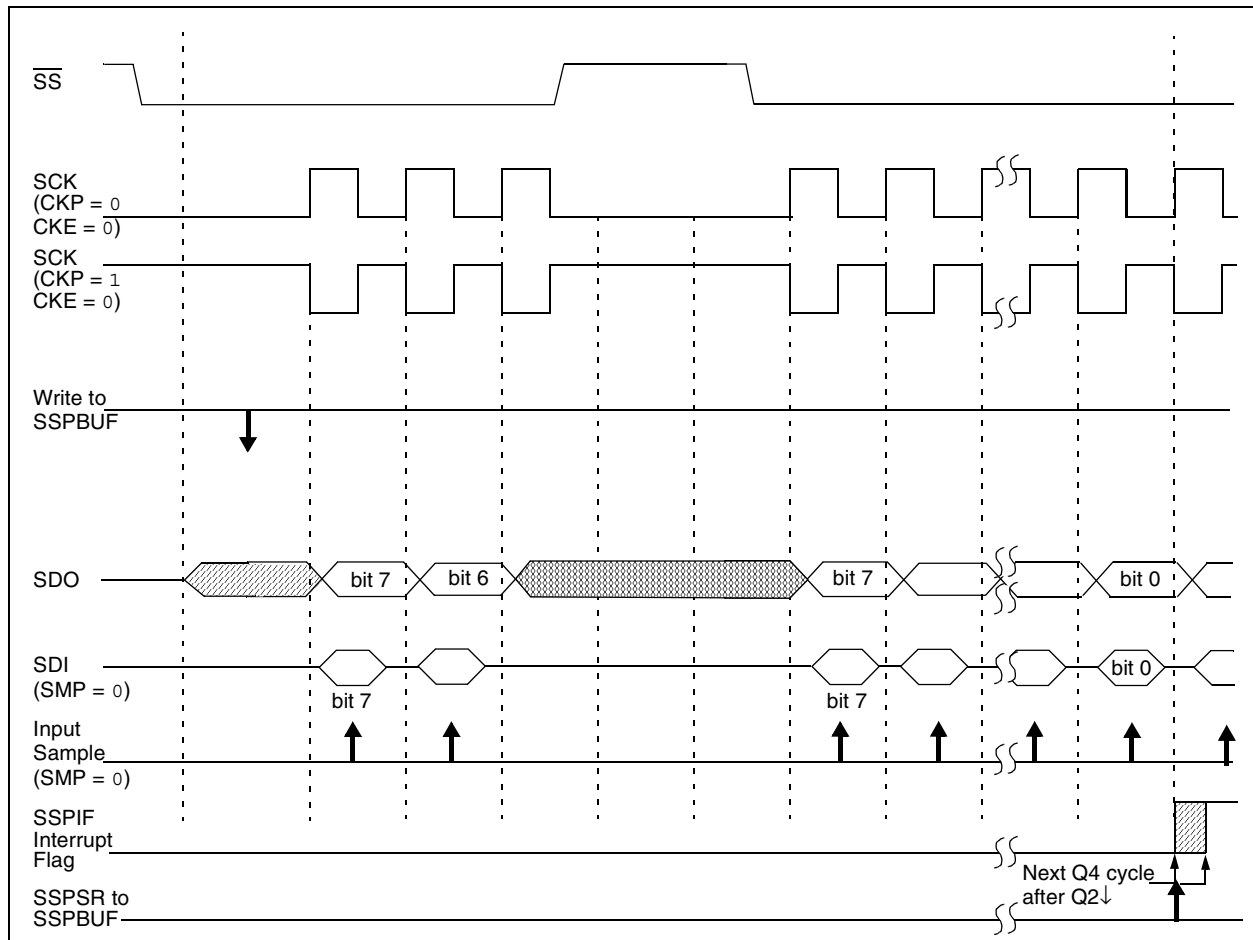 SS
SCK
(CKP = 0
CKE = 0)
SCK
(CKP = 1
CKE = 0)
Write to
SSPBUF
SDO
bit 7
bit 6
bit 7
bit 0
SDI
(SMP = 0)
bit 7
bit 7
bit 0
Input
Sample
(SMP = 0)
SSPIF
Interrupt
Flag
Next Q4 cycle
after Q2↓
SSPSR to
SSPBUF